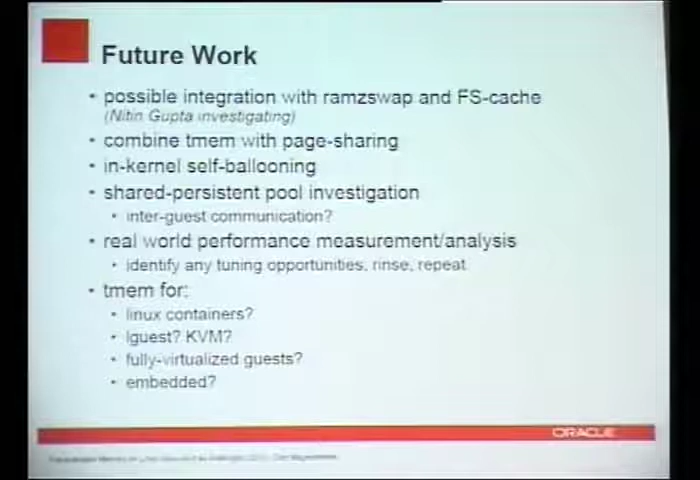 Future Work
• possible integration with ramzswap and FS-cache
(Nitin Gupta investigating)
• combine tmem with page-sharing
• in-kernel self-ballooning
• shared-persistent pool investigation
• inter-guest communication?
• real world performance measurement/analysis
• identify any tuning opportunities, rinse, repeat
• tmem for:
• linux containers?
• lguest? KVM?
• fully-virtualized guests?
• embedded?
ORACLE